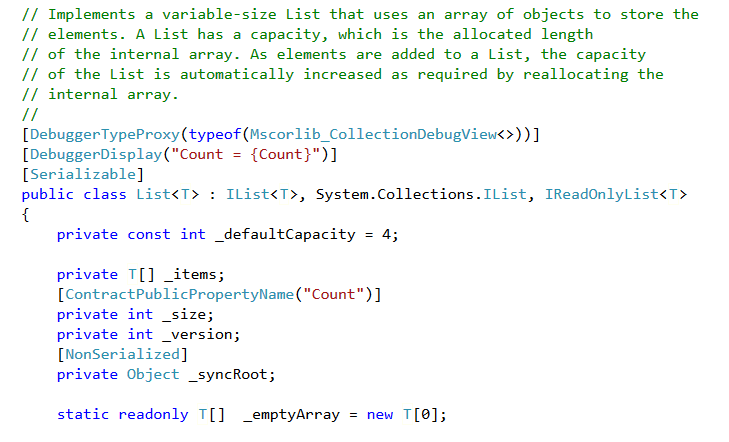 // Implements a variable-size List that uses an array of objects to store the
// elements. A List has a capacity, which is the allocated length
// of the internal array. As elements are added to a List, the capacity
// of the List is automatically increased as required by reallocating the
// internal array.
//
[DebuggerTypeProxy(typeof(Mscorlib_CollectionDebugView<>))]
[DebuggerDisplay("Count = {Count}")]
[Serializable]
public class List<T> : IList<T>, System.Collections.IList, IReadOnlyList<T>
{
    private const int _defaultCapacity = 4;

    private T[] _items;
    [ContractPublicPropertyName("Count")]
    private int _size;
    private int _version;
    [NonSerialized]
    private Object _syncRoot;

    static readonly T[]  _emptyArray = new T[0];